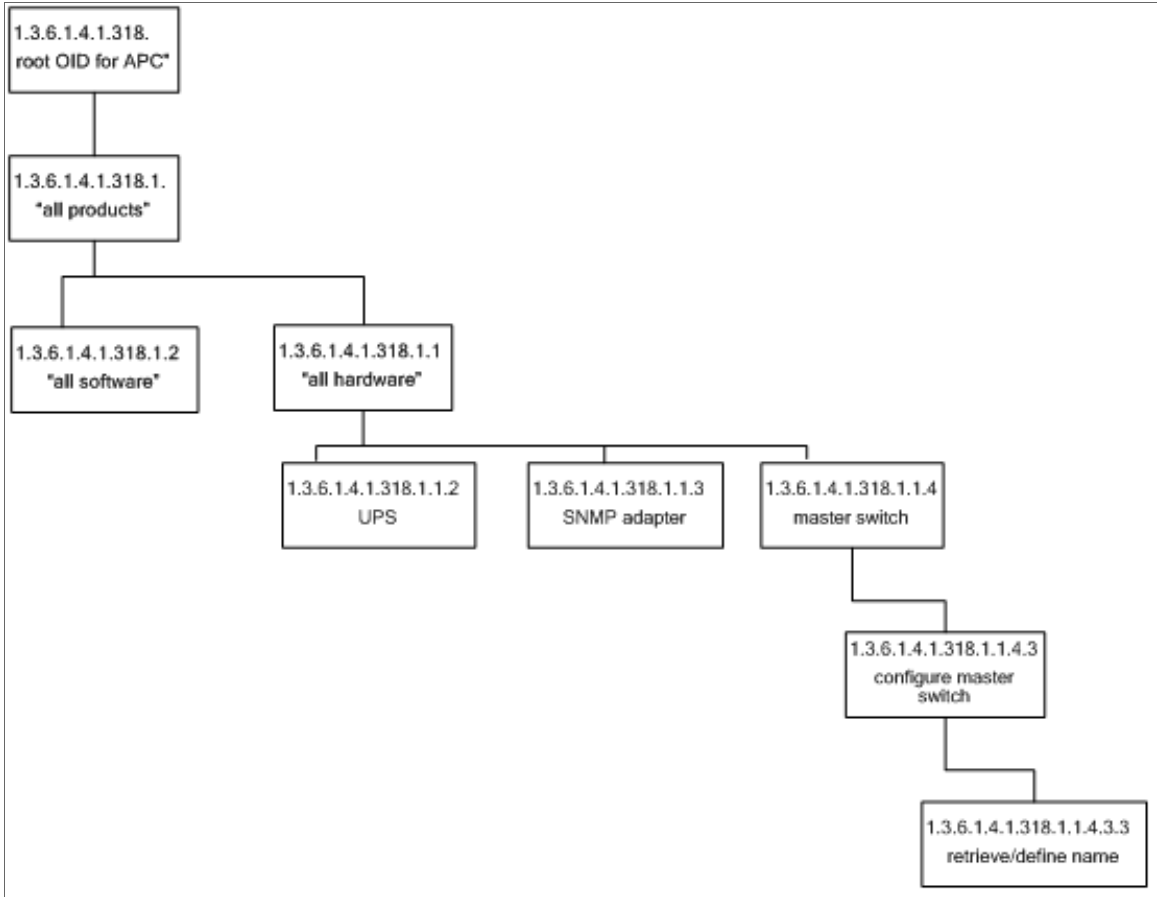 1.3.6.1.4.1.318.
root OID for APC"
1.3.6.1.4.1.318.1.
"all products"
1.3.6.1.4.1.318.1.2
"all software"
1.3.6.1.4.1.318.1.1
"all hardware"
1.3.6.1.4.1.318.1.1.2
UPS
1.3.6.1.4.1.318.1.1.3
SNMP adapter
1.3.6.1.4.1.318.1.1.4
master switch
1.3.6.1.4.1.318.1.1.4.3
configure master
switch
1.3.6.1.4.1.318.1.1.4.3.3
retrieve/define name